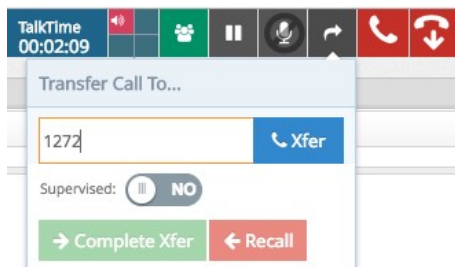 TalkTime
00:02:09
Transfer Call To...
1272
Xfer
Supervised: NO
Complete Xfer
Recall